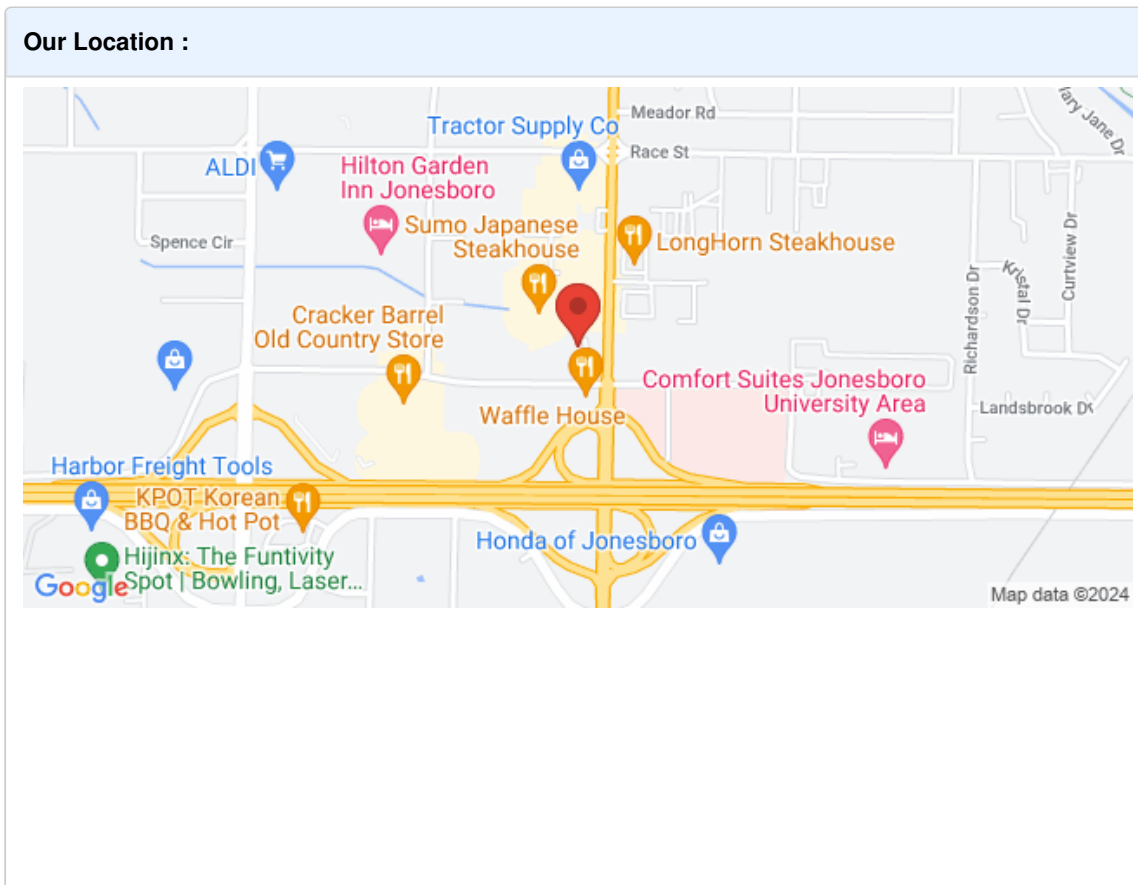 Our Location :
Meador Rd
Mary Jane Dr
Tractor Supply Co
Race St
ALDI
Hilton Garden
Inn Jonesboro
Sumo Japanese
Steakhouse
LongHorn Steakhouse
Spence Cir
Curtview Dr
Kristal Dr
Richardson Dr
Cracker Barrel
Old Country Store
Comfort Suites Jonesboro
University Area
Waffle House
Landsbrook Dr
Harbor Freight Tools
KPOT Korean
BBQ & Hot Pot
Honda of Jonesboro
Hijinx: The Funtivity
Spot | Bowling, Laser...
Google
Map data ©2024